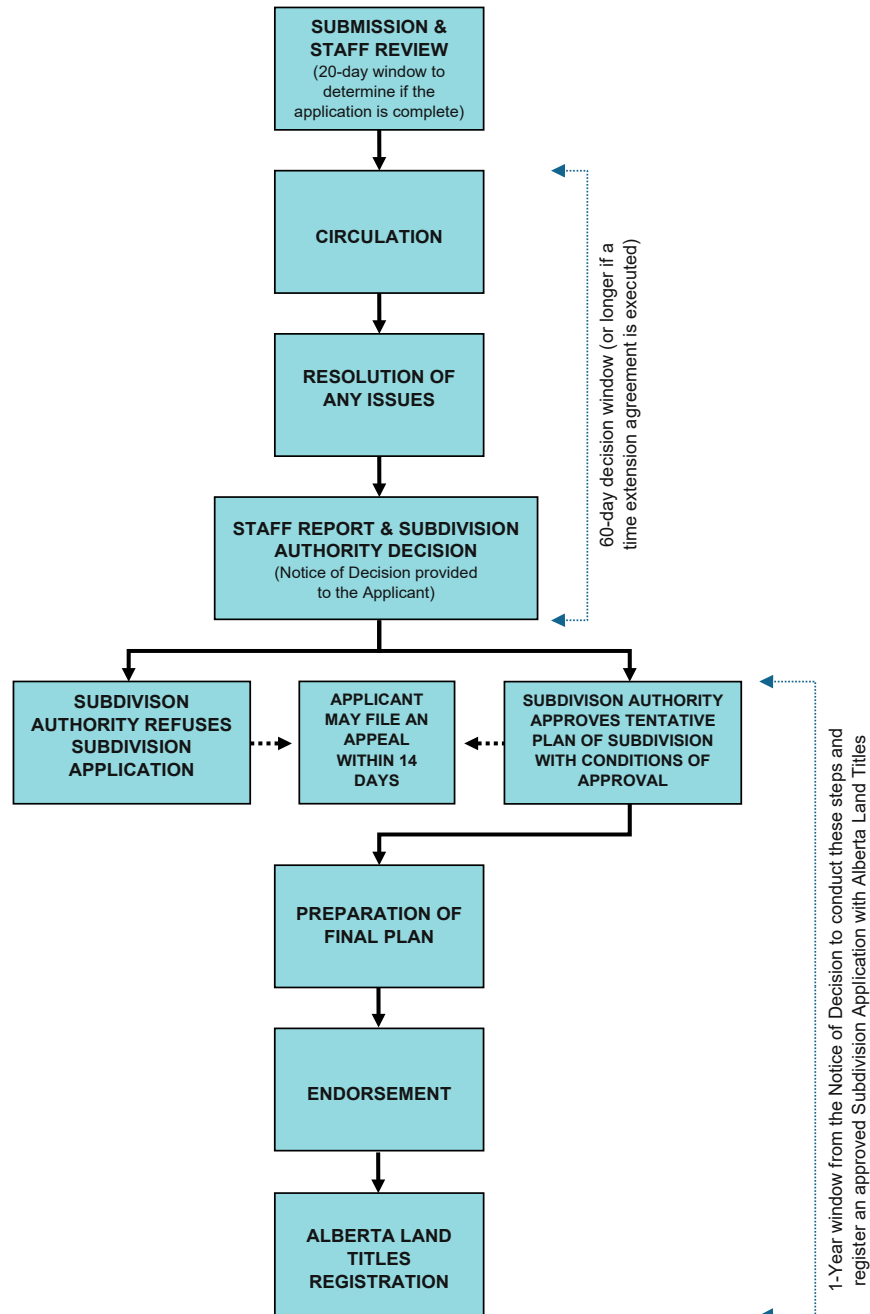 SUBMISSION &
STAFF REVIEW
(20-day window to
determine if the
application is complete)
CIRCULATION
60-day decision window (or longer if a
time extension agreement is executed)
RESOLUTION OF
ANY ISSUES
STAFF REPORT & SUBDIVISION
AUTHORITY DECISION
(Notice of Decision provided
to the Applicant)
SUBDIVISON
AUTHORITY REFUSES
SUBDIVISION
APPLICATION
APPLICANT
MAY FILE AN
APPEAL
WITHIN 14
DAYS
SUBDIVISON AUTHORITY
APPROVES TENTATIVE
PLAN OF SUBDIVISION
WITH CONDITIONS OF
APPROVAL
1-Year window from the Notice of Decision to conduct these steps and
register an approved Subdivision Application with Alberta Land Titles
PREPARATION OF
FINAL PLAN
ENDORSEMENT
ALBERTA LAND
TITLES
REGISTRATION